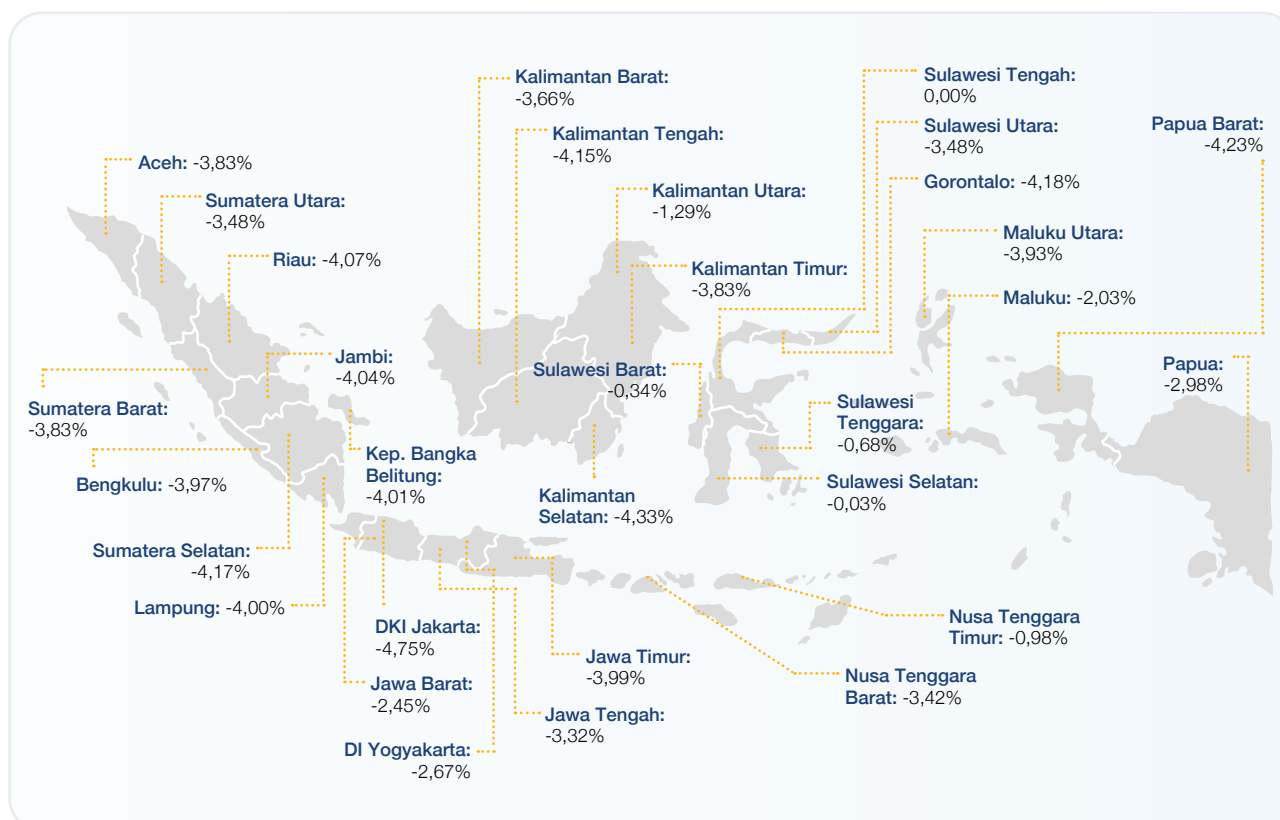 Kalimantan Barat:
-3,66%
Sulawesi Tengah:
0,00%
Kalimantan Tengah:
-4,15%
Sulawesi Utara:
-3,48%
Papua Barat:
-4,23%
Aceh: -3,83%
Gorontalo: -4,18%
Sumatera Utara:
-3,48%
Kalimantan Utara:
-1,29%
Maluku Utara:
-3,93%
Riau: -4,07%
Kalimantan Timur:
-3,83%
Maluku: -2,03%
Jambi:
-4,04%
Sulawesi Barat:
-0,34%
Papua:
-2,98%
Sumatera Barat:
-3,83%
Sulawesi
Tenggara:
-0,68%
Kep. Bangka
Belitung:
-4,01%
Bengkulu: -3,97%
Sulawesi Selatan:
-0,03%
Kalimantan
Selatan: -4,33%
Sumatera Selatan:
-4,17%
Lampung: -4,00%
DKI Jakarta:
-4,75%
Nusa Tenggara
Timur: -0,98%
Jawa Timur:
-3,99%
Nusa Tenggara
Barat: -3,42%
Jawa Barat:
-2,45%
Jawa Tengah:
-3,32%
DI Yogyakarta:
-2,67%